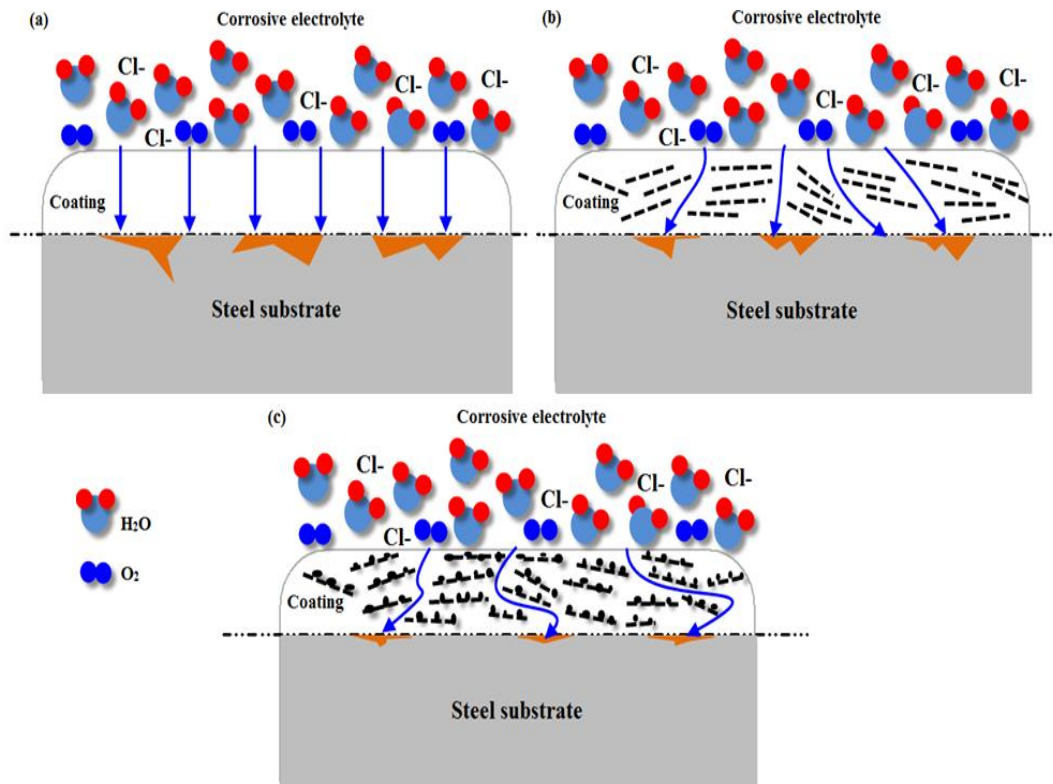 (a)
Corrosive electrolyte
Cl-
Cl-
Cl-
Cl-
Cl-
Coating
Steel substrate
(b)
Corrosive electrolyte
Cl-
Cl-
Cl-
Cl-
Cl-
Coating
Steel substrate
(c)
Corrosive electrolyte
Cl-
Cl-
Cl-
Cl-
Cl-
H₂O
O₂
Coating
Steel substrate